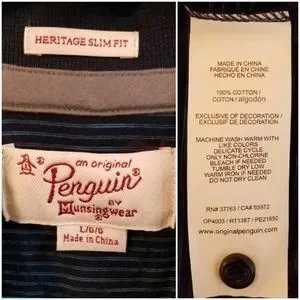 HERITAGE SLIM FIT
an original
Penguin®
BY
Munsingwear®
L/G/G
Made in China
MADE IN CHINA
FABRIQUÉ EN CHINE
HECHO EN CHINA
100% COTTON
/ COTON / algodón
EXCLUSIVE OF DECORATION /
EXCLUSIF DE DÉCORATION
MACHINE WASH WARM WITH
LIKE COLORS
DELICATE CYCLE
ONLY NON-CHLORINE
BLEACH IF NEEDED
TUMBLE DRY LOW
WARM IRON IF NEEDED
DO NOT DRY CLEAN
RN# 37763 / CA# 55972
OP4003 / RT1387 / PE21850
www.originalpenguin.com